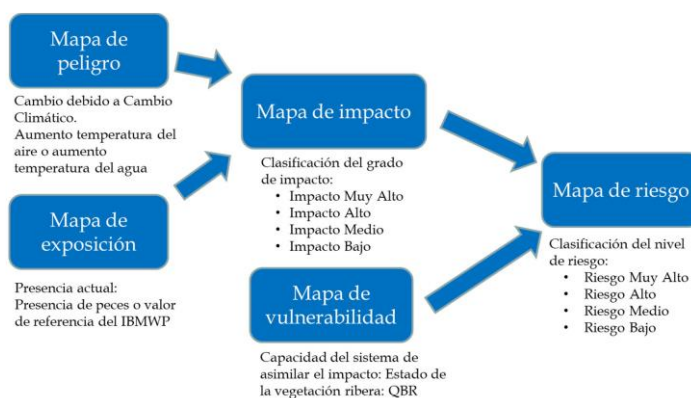 Mapa de
peligro
Cambio debido a Cambio
Climático.
Aumento temperatura del
aire o aumento
temperatura del agua
Mapa de
exposición
Presencia actual:
Presencia de peces o valor
de referencia del IBMWP
Mapa de impacto
Clasificación del grado
de impacto:
• Impacto Muy Alto
• Impacto Alto
• Impacto Medio
• Impacto Bajo
Mapa de
vulnerabilidad
Capacidad del sistema de
asimilar el impacto: Estado de
la vegetación ribera: QBR
Mapa de riesgo
Clasificación del nivel
de riesgo:
• Riesgo Muy Alto
• Riesgo Alto
• Riesgo Medio
• Riesgo Bajo